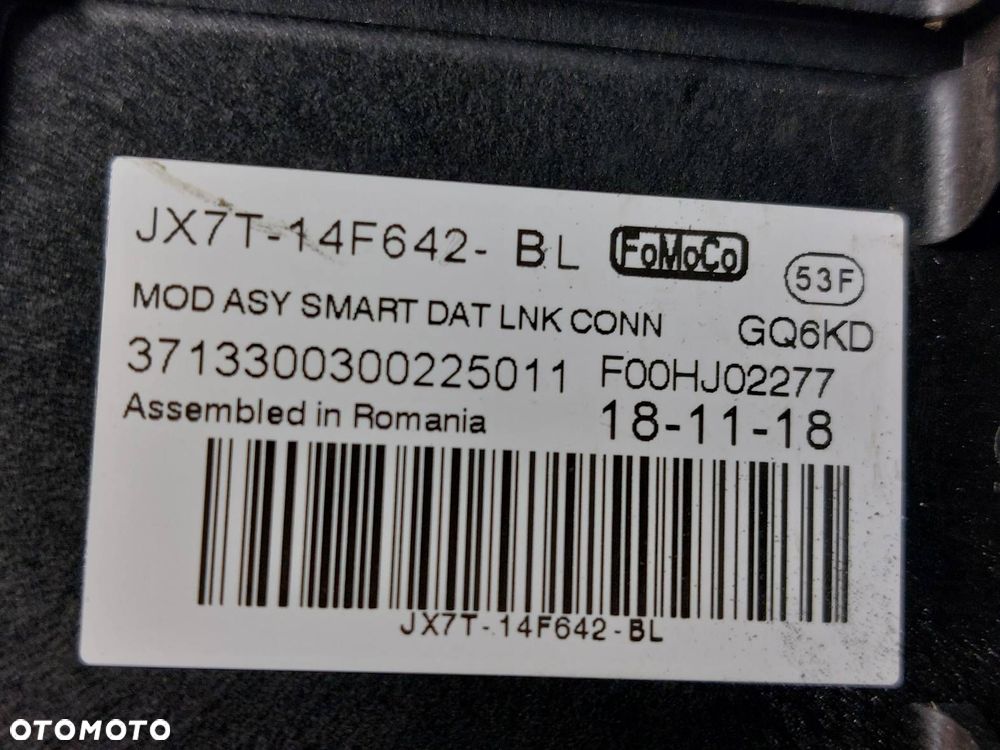 JX7T-14F642- BL FoMoCo 53F
MOD ASY SMART DAT LNK CONN GQ6KD
3713300300225011 F00HJ02277
Assembled in Romania 18-11-18
JX7T-14F642-BL
OTOMOTO